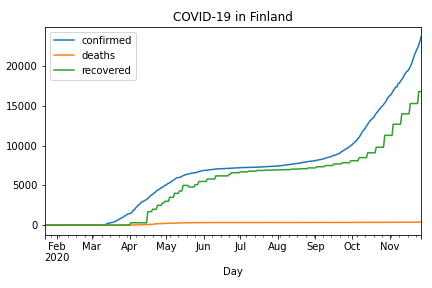 COVID-19 in Finland
confirmed
deaths
recovered
20000
15000
10000
5000
0
Feb Mar Apr May Jun Jul Aug Sep Oct Nov
2020
Day